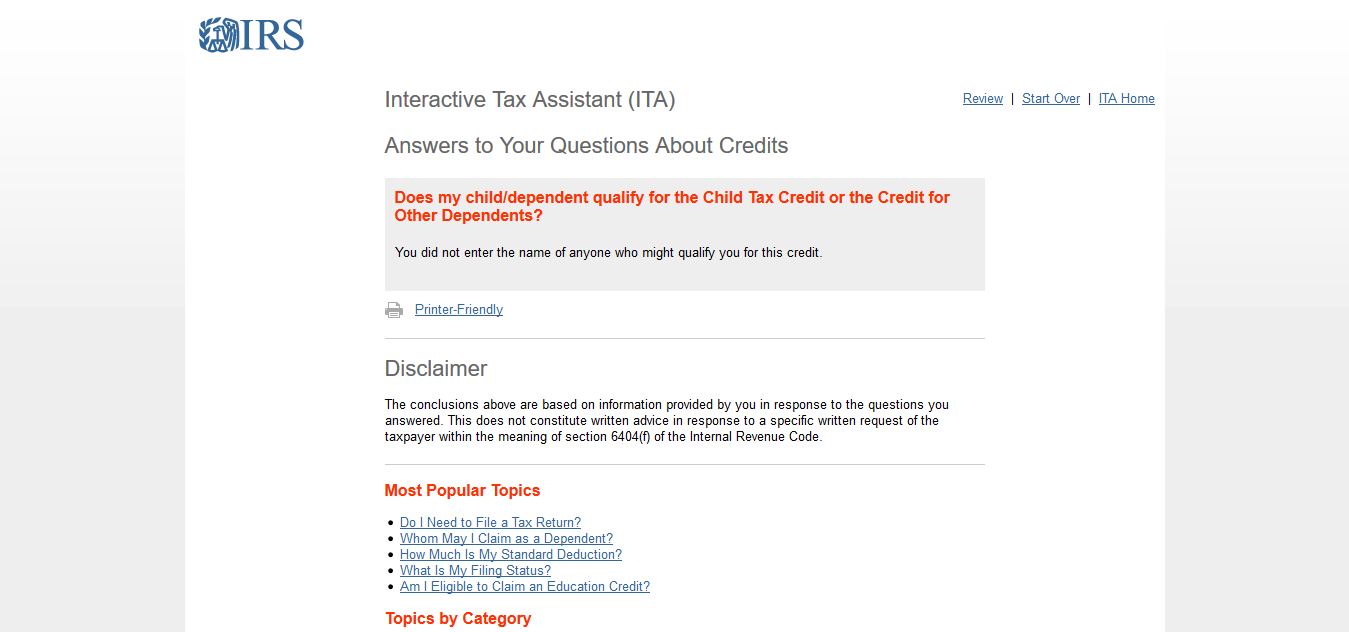 IRS
Interactive Tax Assistant (ITA)
Review | Start Over | ITA Home
Answers to Your Questions About Credits
Does my child/dependent qualify for the Child Tax Credit or the Credit for
Other Dependents?
You did not enter the name of anyone who might qualify you for this credit.
Printer-Friendly
Disclaimer
The conclusions above are based on information provided by you in response to the questions you
answered. This does not constitute written advice in response to a specific written request of the
taxpayer within the meaning of section 6404(f) of the Internal Revenue Code.
Most Popular Topics
• Do I Need to File a Tax Return?
• Whom May I Claim as a Dependent?
• How Much Is My Standard Deduction?
• What Is My Filing Status?
• Am I Eligible to Claim an Education Credit?
Topics by Category